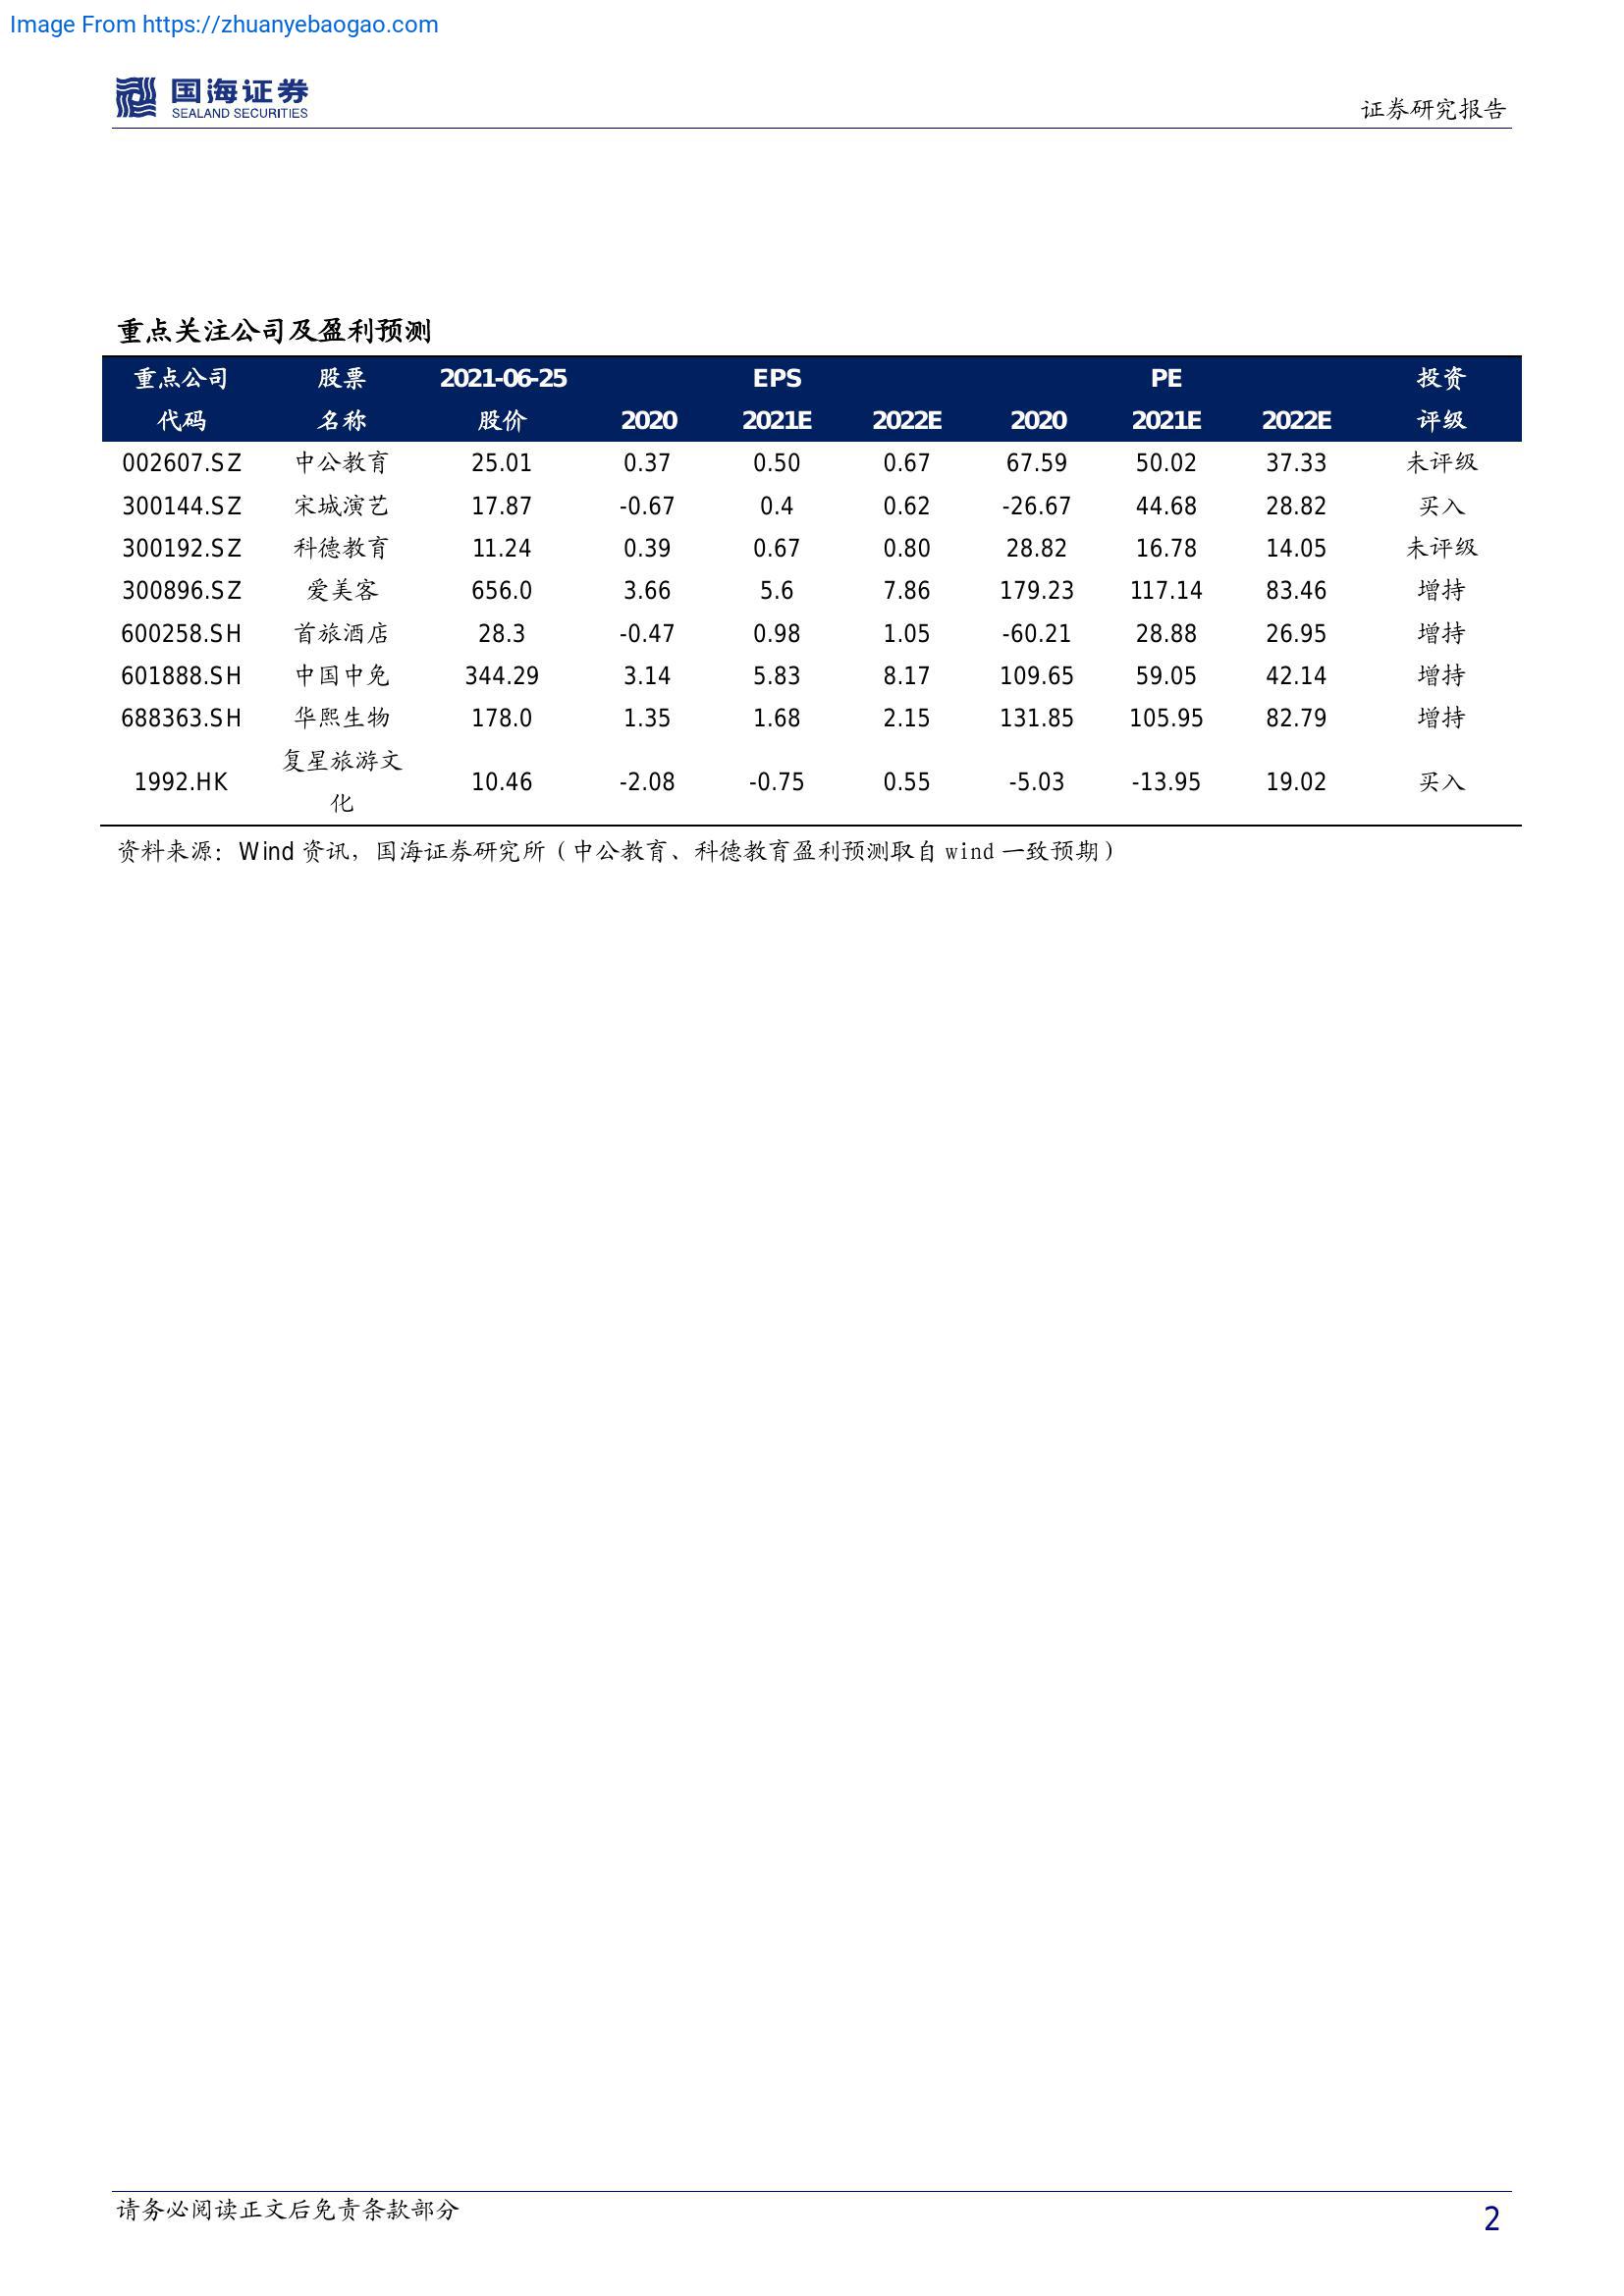 Image From https://zhuanyebaogao.com
国海证券
SEALAND SECURITIES
证券研究报告
重点关注公司及盈利预测
重点公司 股票 2021-06-25 EPS PE 投资
代码 名称 股价 2020 2021E 2022E 2020 2021E 2022E 评级
002607.SZ 中公教育 25.01 0.37 0.50 0.67 67.59 50.02 37.33 未评级
300144.SZ 宋城演艺 17.87 -0.67 0.4 0.62 -26.67 44.68 28.82 买入
300192.SZ 科德教育 11.24 0.39 0.67 0.80 28.82 16.78 14.05 未评级
300896.SZ 爱美客 656.0 3.66 5.6 7.86 179.23 117.14 83.46 增持
600258.SH 首旅酒店 28.3 -0.47 0.98 1.05 -60.21 28.88 26.95 增持
601888.SH 中国中免 344.29 3.14 5.83 8.17 109.65 59.05 42.14 增持
688363.SH 华熙生物 178.0 1.35 1.68 2.15 131.85 105.95 82.79 增持
复星旅游文
1992.HK 10.46 -2.08 -0.75 0.55 -5.03 -13.95 19.02 买入
化
资料来源：Wind 资讯，国海证券研究所（中公教育、科德教育盈利预测取自 wind 一致预期）
请务必阅读正文后免责条款部分
2